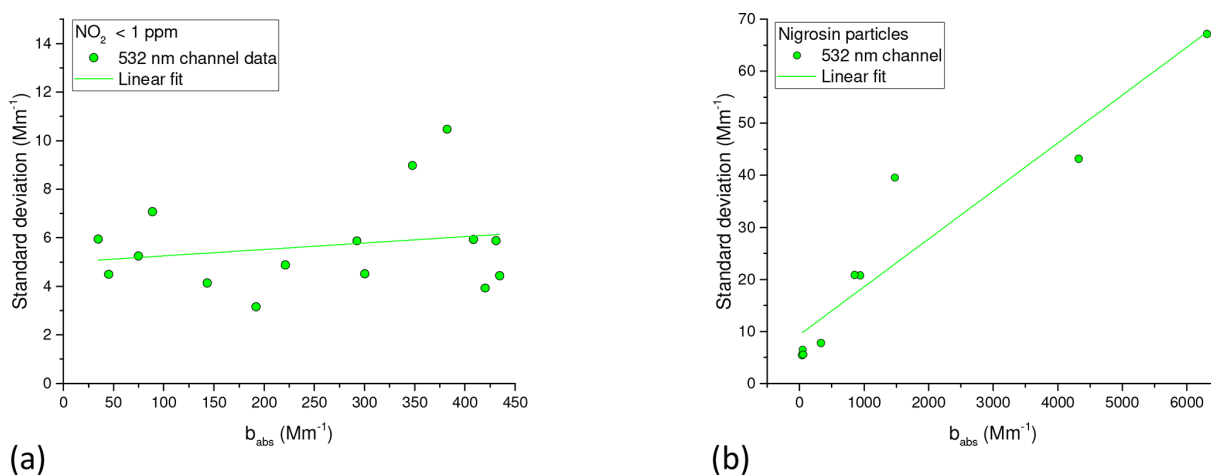 NO₂ < 1 ppm
532 nm channel data
Linear fit
Standard deviation (Mm⁻¹)
14
12
10
8
6
4
2
0
0 50 100 150 200 250 300 350 400 450
b_abs (Mm⁻¹)
(a)
Nigrosin particles
532 nm channel
Linear fit
Standard deviation (Mm⁻¹)
70
60
50
40
30
20
10
0
0 1000 2000 3000 4000 5000 6000
b_abs (Mm⁻¹)
(b)